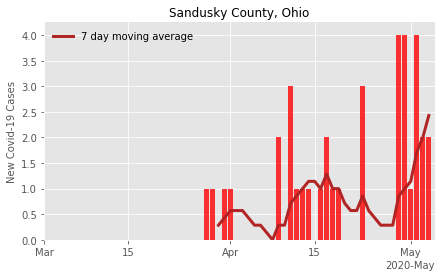 Sandusky County, Ohio
7 day moving average
New Covid-19 Cases
4.0
3.5
3.0
2.5
2.0
1.5
1.0
0.5
0.0
Mar 15 Apr 15 May
2020-May